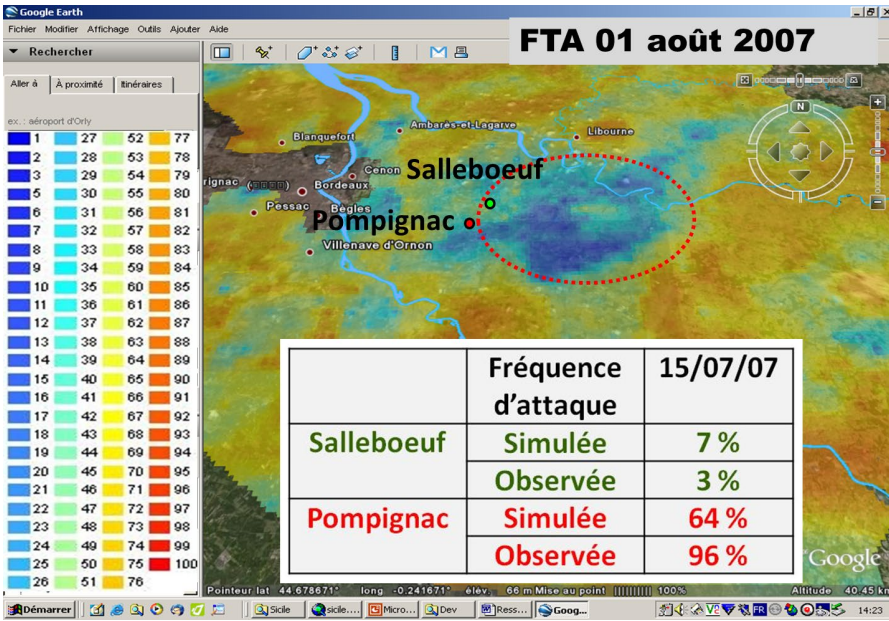 Google Earth
Fichier Modifier Affichage Outils Ajouter Aide
FTA 01 août 2007
Rechercher
Aller à À proximité Itinéraires
ex. : aéroport d'Orly
1 27 52 77
2 28 53 78
3 29 54 79
5 30 55 80
6 31 56 81
7 32 57 82
8 33 58 83
9 34 59 84
10 35 60 85
11 36 61 86
12 37 62 87
13 38 63 88
14 39 64 89
15 40 65 90
16 41 66 91
17 42 67 92
18 43 68 93
19 44 69 94
20 45 70 95
21 46 71 96
22 47 72 97
23 48 73 98
24 49 74 99
25 50 75 100
26 51 76
N
Ambarès-et-Lagrave
Blanquefort
Libourne
Cenon
Salleboeuf
rignac
Bordeaux
Pessac
Bègles
Pompignac
Villenave d'Ornon
Fréquence d'attaque 15/07/07
Salleboeuf Simulée 7 %
Observée 3 %
Pompignac Simulée 64 %
Observée 96 %
Google
Pointeur lat 44.678671° long -0.241671° élév. 66 m Mise au point |||||||||| 100% Altitude 40.45 km
Démarrer Sicile sicile.... Micro... Dev Ress... Goog... V2 FR 14:23